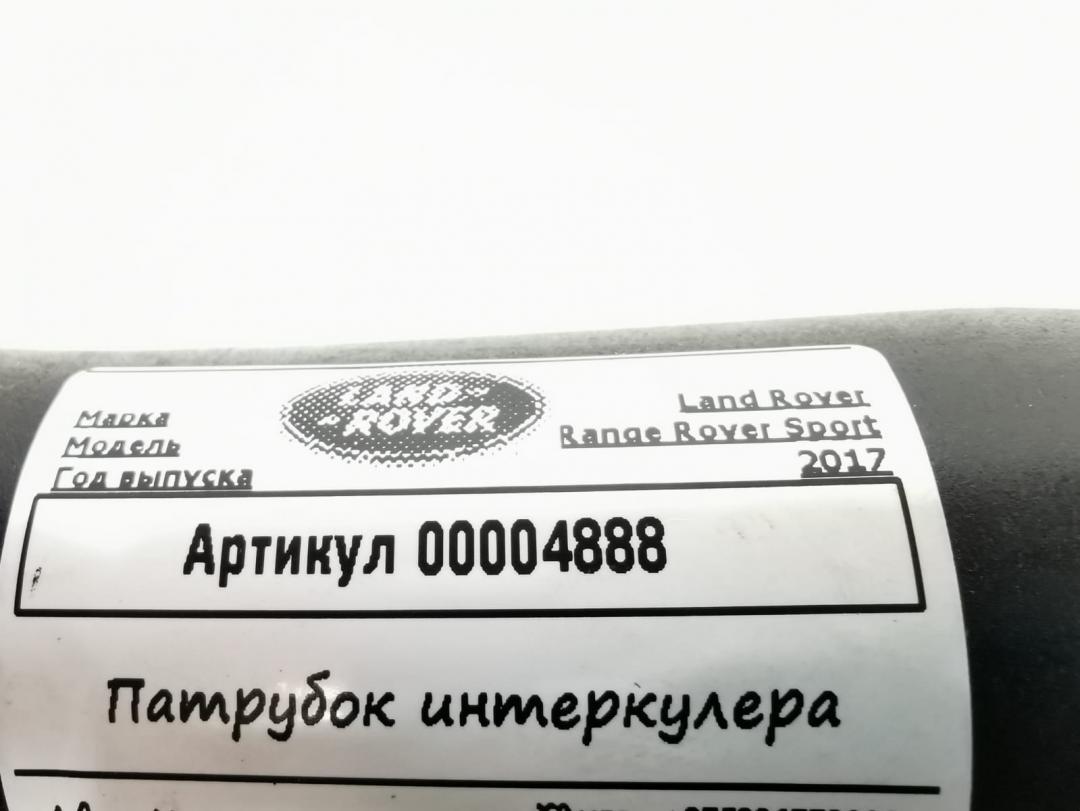 Марка
LAND
ROVER
Land Rover
Модель
Range Rover Sport
Год выпуска
2017
Артикул 00004888
Патрубок интеркулера